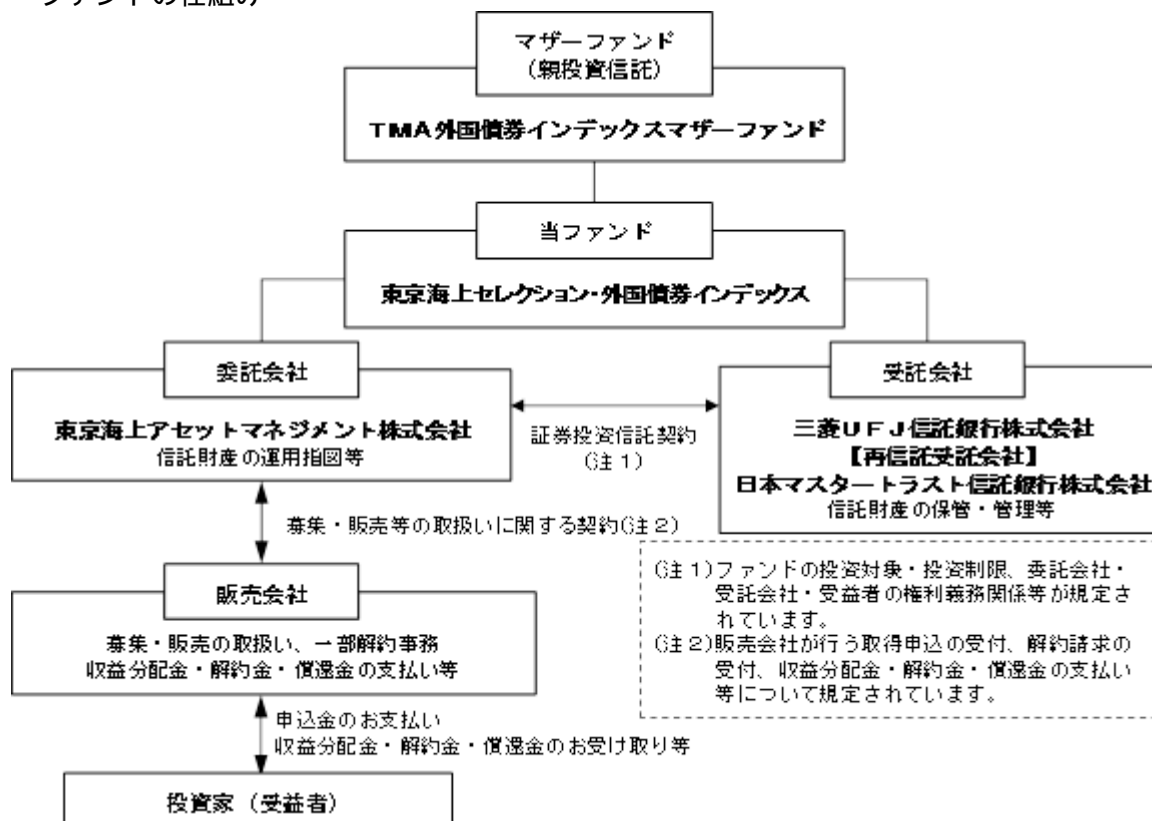 ファンドの仕組み
マザーファンド
（親投資信託）
ＴＭＡ外国債券インデックスマザーファンド
当ファンド
東京海上セレクション・外国債券インデックス
委託会社
東京海上アセットマネジメント株式会社
信託財産の運用指図等
証券投資信託契約
（注１）
受託会社
三菱ＵＦＪ信託銀行株式会社
【再信託受託会社】
日本マスタートラスト信託銀行株式会社
信託財産の保管・管理等
募集・販売等の取扱いに関する契約(注２)
(注１)ファンドの投資対象・投資制限、委託会社・
受託会社・受益者の権利義務関係等が規定さ
れています。
(注２)販売会社が行う取得申込の受付、解約請求の
受付、収益分配金・解約金・償還金の支払い
等について規定されています。
販売会社
募集・販売の取扱い、一部解約事務
収益分配金・解約金・償還金の支払い等
申込金のお支払い
収益分配金・解約金・償還金のお受け取り等
投資家（受益者）